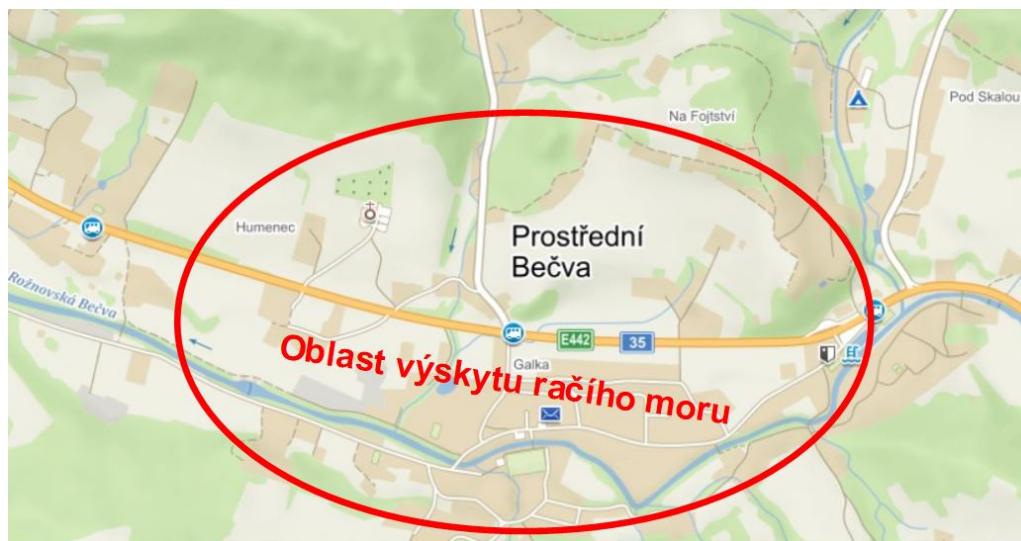 Pod Skalou
Na Fojtství
Humenec
Prostřední
Bečva
Rožnovská Bečva
E442
35
Galka
Oblast výskytu račího moru